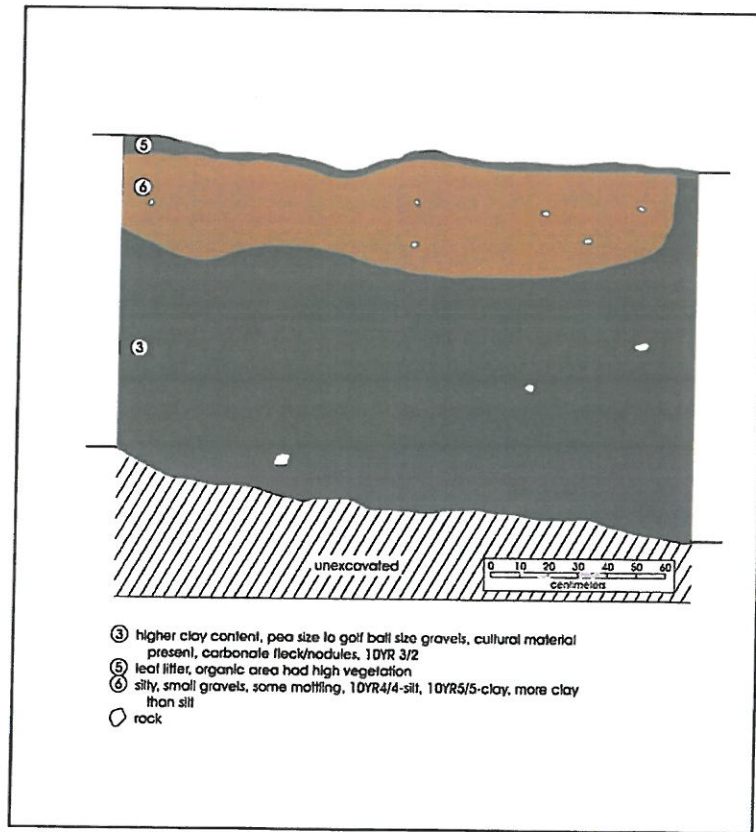 ⑤
⑥
③
unexcavated
0 10 20 30 40 50 60
centimeters
③ higher clay content, pea size to golf ball size gravels, cultural material
present, carbonate fleck/nodules, 10YR 3/2
⑤ leaf litter, organic area had high vegetation
⑥ silty, small gravels, some mottling, 10YR4/4-silt, 10YR5/5-clay, more clay
than silt
rock